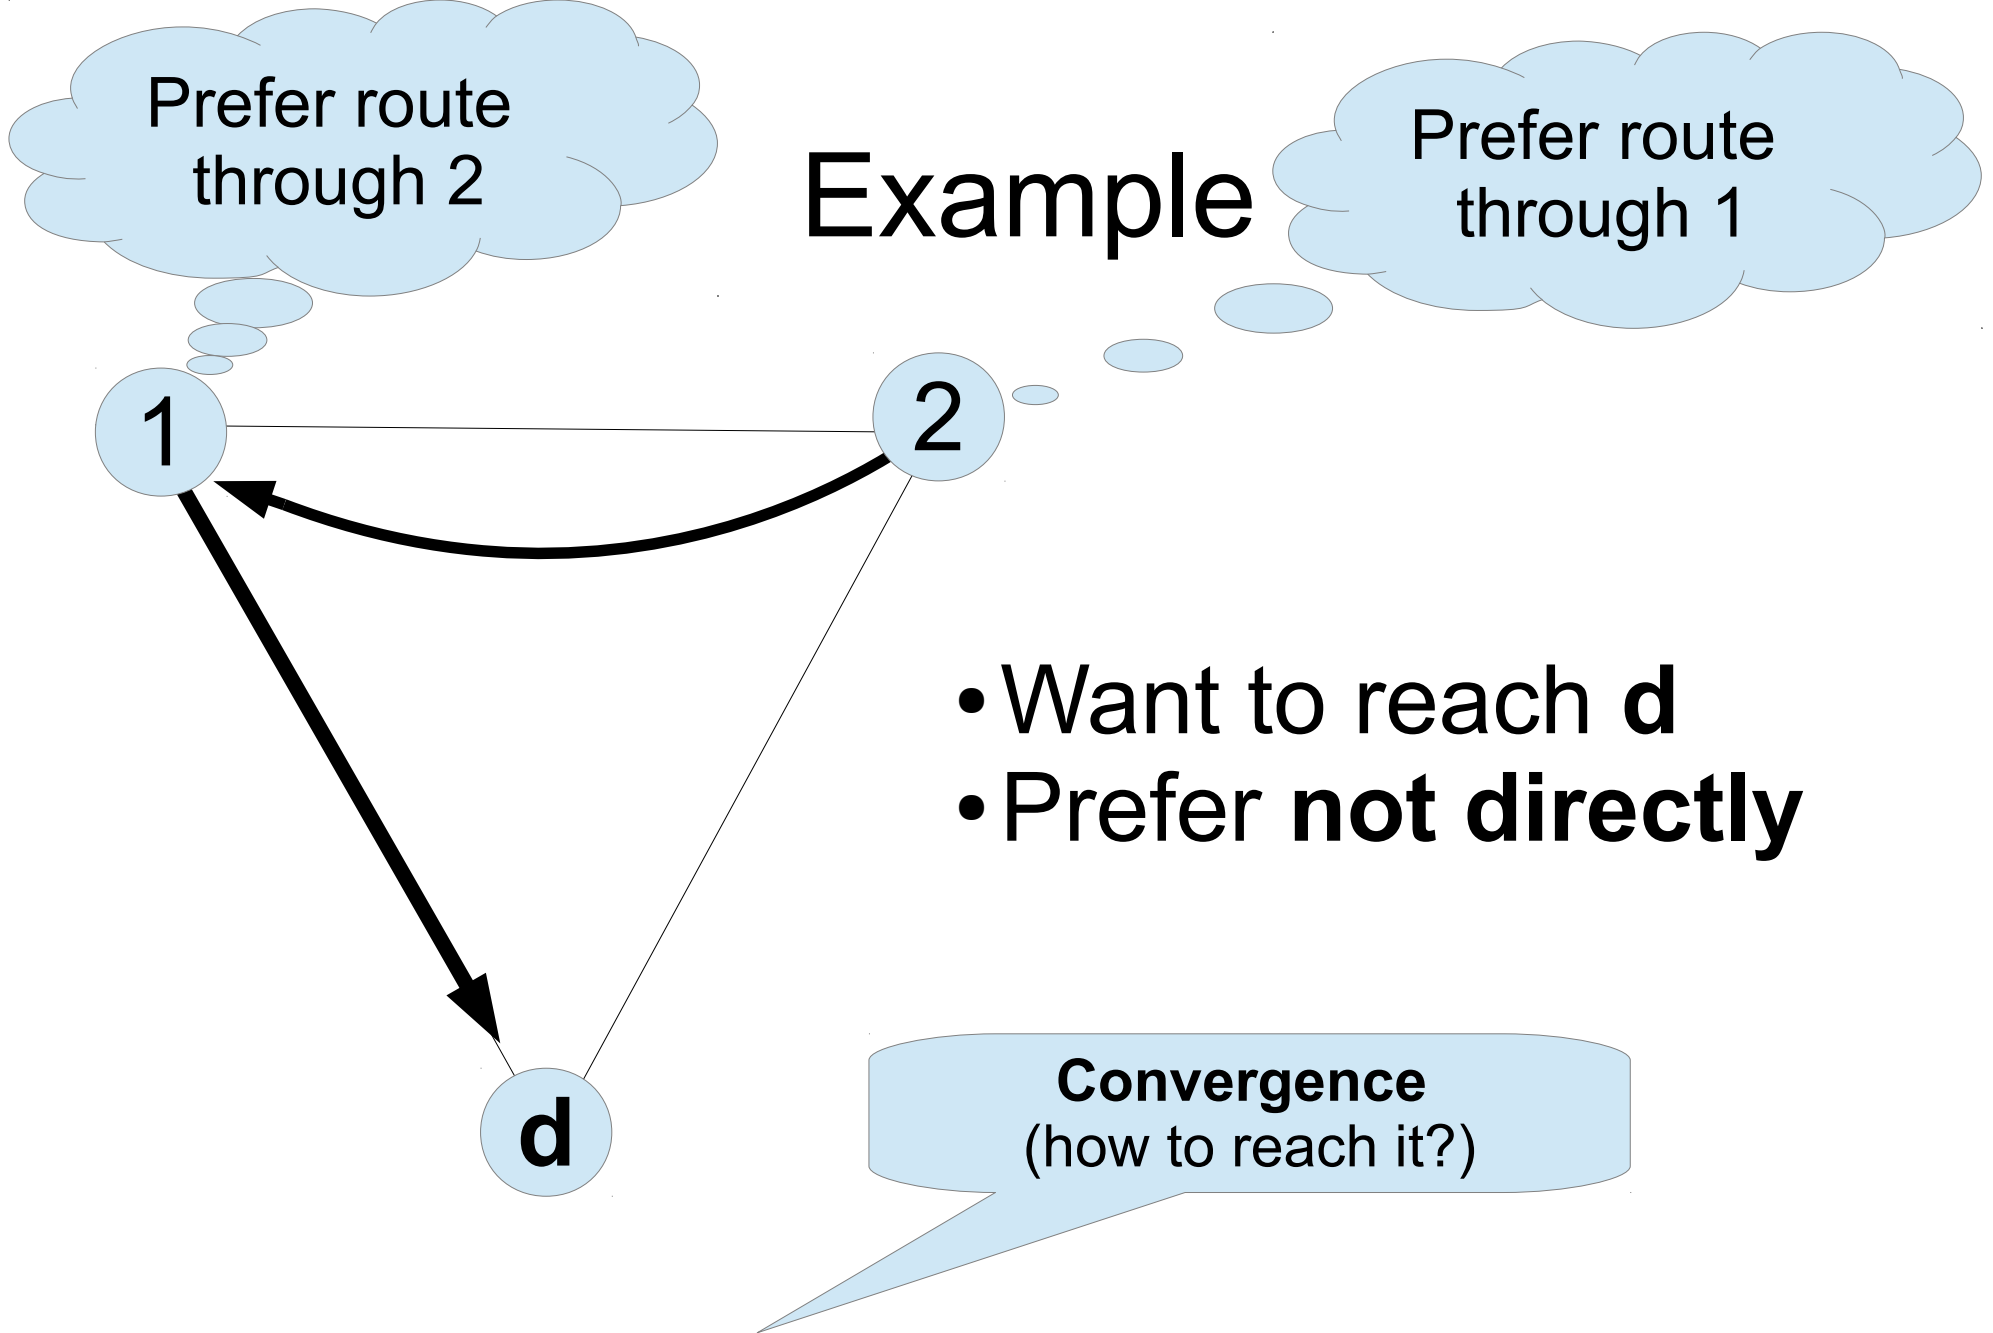 Prefer route
through 2
Example
Prefer route
through 1
1
2
•Want to reach d
•Prefer not directly
d
Convergence
(how to reach it?)